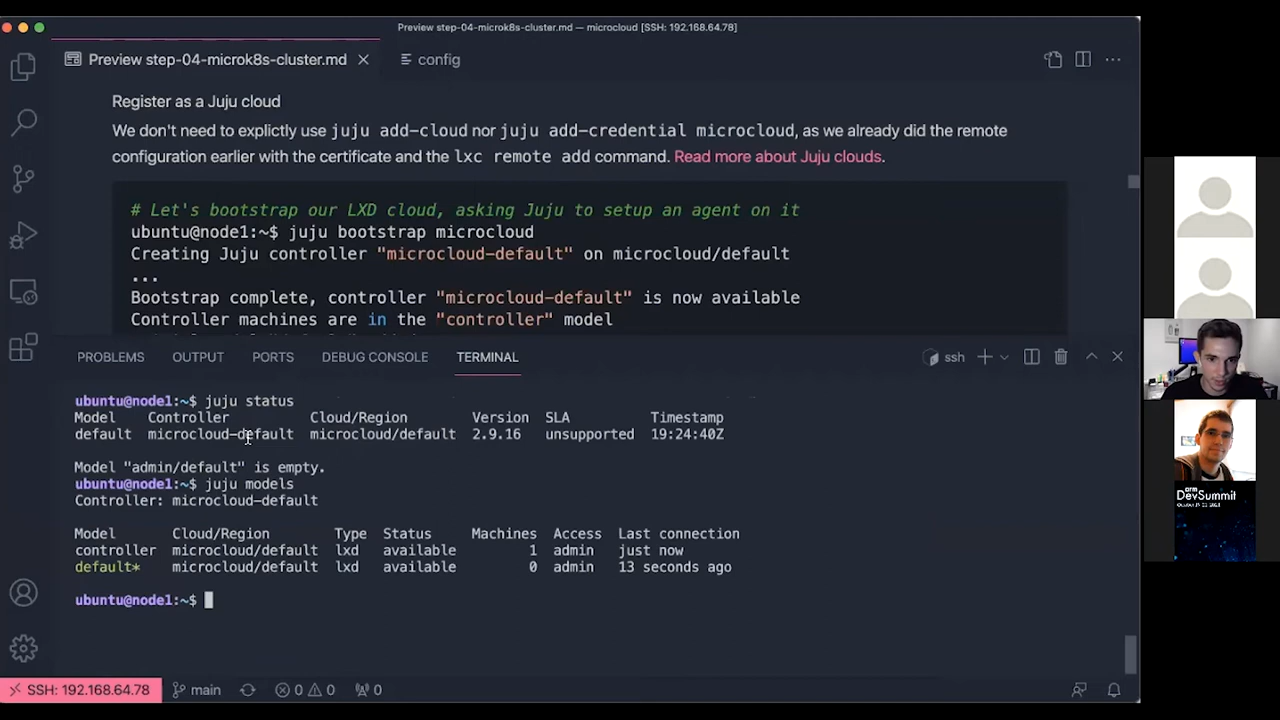 Preview step-04-microk8s-cluster.md — microcloud [SSH: 192.168.64.78]
Preview step-04-microk8s-cluster.md
config
Register as a Juju cloud
We don't need to explictly use juju add-cloud nor juju add-credential microcloud, as we already did the remote
configuration earlier with the certificate and the lxc remote add command. Read more about Juju clouds.
# Let's bootstrap our LXD cloud, asking Juju to setup an agent on it
ubuntu@node1:~$ juju bootstrap microcloud
Creating Juju controller "microcloud-default" on microcloud/default
...
Bootstrap complete, controller "microcloud-default" is now available
Controller machines are in the "controller" model
PROBLEMS OUTPUT PORTS DEBUG CONSOLE TERMINAL ssh
ubuntu@node1:~$ juju status
Model Controller Cloud/Region Version SLA Timestamp
default microcloud-default microcloud/default 2.9.16 unsupported 19:24:40Z
Model "admin/default" is empty.
ubuntu@node1:~$ juju models
Controller: microcloud-default
Model Cloud/Region Type Status Machines Access Last connection
controller microcloud/default lxd available 1 admin just now
default* microcloud/default lxd available 0 admin 13 seconds ago
ubuntu@node1:~$
SSH: 192.168.64.78 main 0 0 0
arm
DevSummit